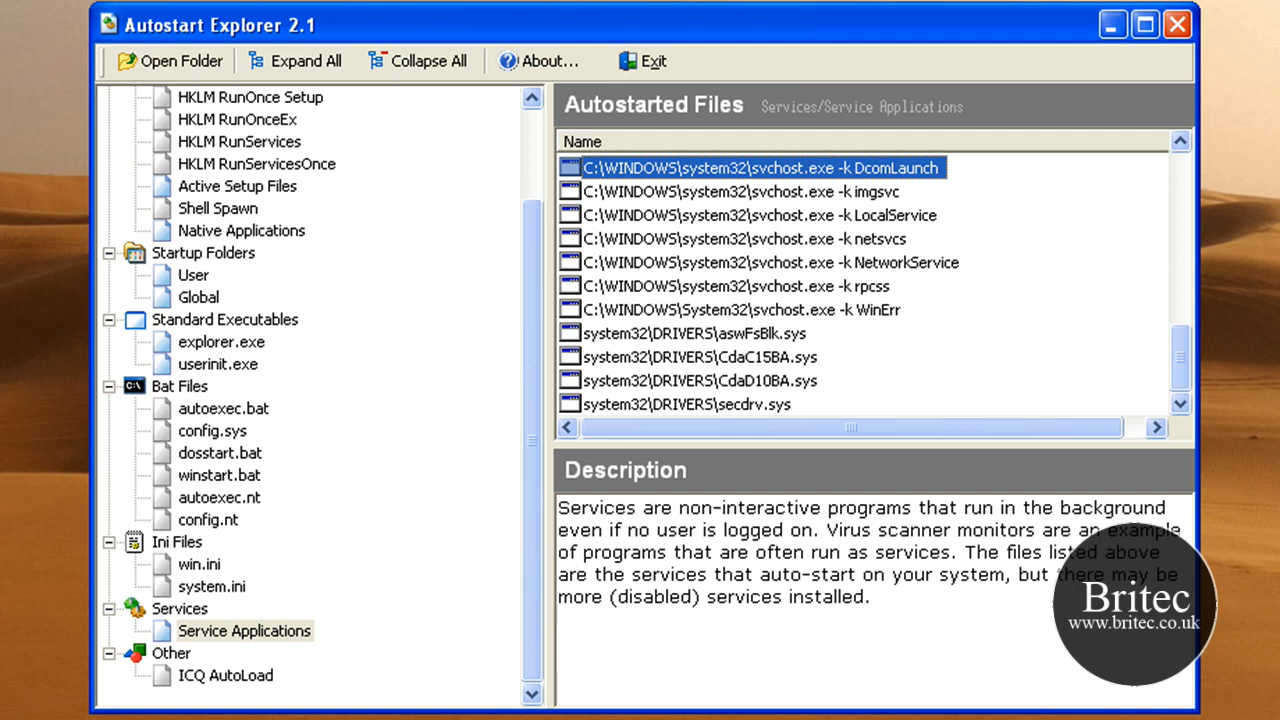 Autostart Explorer 2.1
Open Folder Expand All Collapse All About... Exit
HKLM RunOnce Setup
HKLM RunOnceEx
HKLM RunServices
HKLM RunServicesOnce
Active Setup Files
Shell Spawn
Native Applications
Startup Folders
User
Global
Standard Executables
explorer.exe
userinit.exe
Bat Files
autoexec.bat
config.sys
dosstart.bat
winstart.bat
autoexec.nt
config.nt
Ini Files
win.ini
system.ini
Services
Service Applications
Other
ICQ AutoLoad
Autostarted Files Services/Service Applications
Name
C:\WINDOWS\system32\svchost.exe -k DcomLaunch
C:\WINDOWS\system32\svchost.exe -k imgsvc
C:\WINDOWS\system32\svchost.exe -k LocalService
C:\WINDOWS\system32\svchost.exe -k netsvcs
C:\WINDOWS\system32\svchost.exe -k NetworkService
C:\WINDOWS\system32\svchost.exe -k rpcss
C:\WINDOWS\System32\svchost.exe -k WinErr
system32\DRIVERS\aswFsBlk.sys
system32\DRIVERS\CdaC15BA.sys
system32\DRIVERS\CdaD10BA.sys
system32\DRIVERS\secdrv.sys
Description
Services are non-interactive programs that run in the background
even if no user is logged on. Virus scanner monitors are an example
of programs that are often run as services. The files listed above
are the services that auto-start on your system, but there may be
more (disabled) services installed.
Britec
www.britec.co.uk
C:\